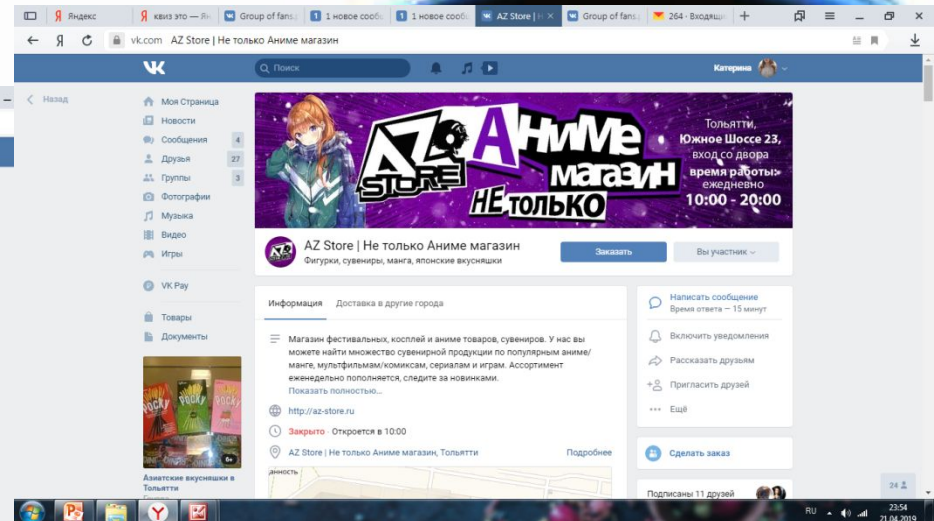 Яндекс
квиз это — Ян
Group of fans
1 новое сооб
1 новое сооб
AZ Store | Н
Group of fans
264 · Входящи
vk.com AZ Store | Не только Аниме магазин
Поиск
Катерина
Назад
Моя Страница
Новости
Сообщения 4
Друзья 27
Группы 3
Фотографии
Музыка
Видео
Игры
VK Pay
Товары
Документы
AZ STORE
Аниме
магазин
НЕ ТОЛЬКО
Тольятти,
Южное Шоссе 23,
вход со двора
время работы:
ежедневно
10:00 - 20:00
AZ Store | Не только Аниме магазин
Фигурки, сувениры, манга, японские вкусняшки
Заказать
Вы участник
Информация Доставка в другие города
Магазин фестивальных, косплей и аниме товаров, сувениров. У нас вы
можете найти множество сувенирной продукции по популярным аниме/
манге, мультфильмам/комиксам, сериалам и играм. Ассортимент
еженедельно пополняется, следите за новинками.
Показать полностью...
http://az-store.ru
Закрыто · Откроется в 10:00
AZ Store | Не только Аниме магазин, Тольятти Подробнее
анность
Написать сообщение
Время ответа — 15 минут
Включить уведомления
Рассказать друзьям
Пригласить друзей
Ещё
Сделать заказ
Подписаны 11 друзей
POCKY
POCKY
POCKY
6+
Азиатские вкусняшки в
Тольятти
24
RU
23:54
21.04.2019